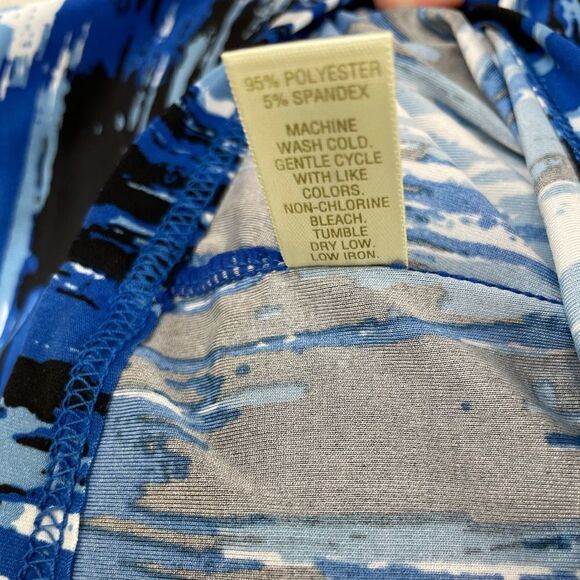 95% POLYESTER
5% SPANDEX
MACHINE
WASH COLD.
GENTLE CYCLE
WITH LIKE
COLORS.
NON-CHLORINE
BLEACH.
TUMBLE
DRY LOW.
LOW IRON.